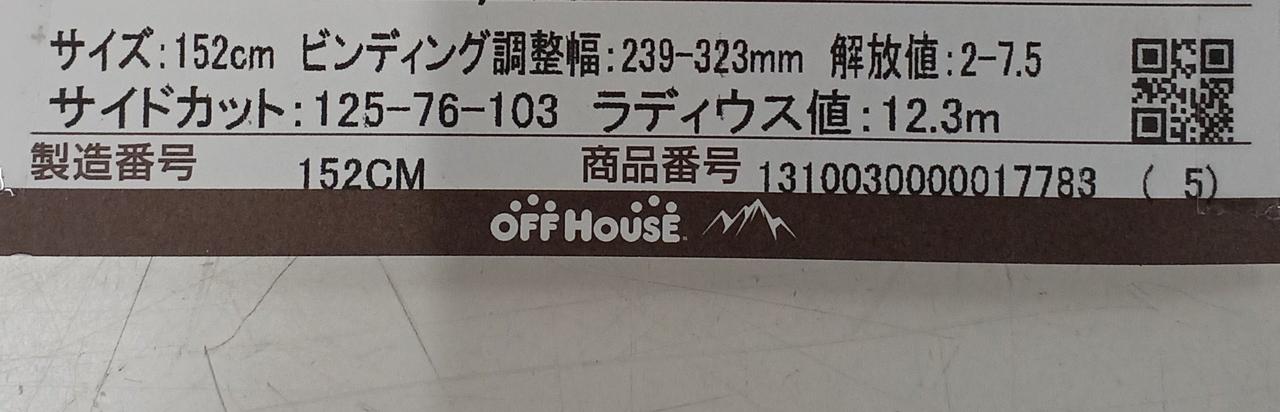 サイズ:152cm ビンディング調整幅:239-323mm 解放値:2-7.5
サイドカット:125-76-103 ラディウス値:12.3m
製造番号 152CM 商品番号 1310030000017783 ( 5)
OFF HOUSE